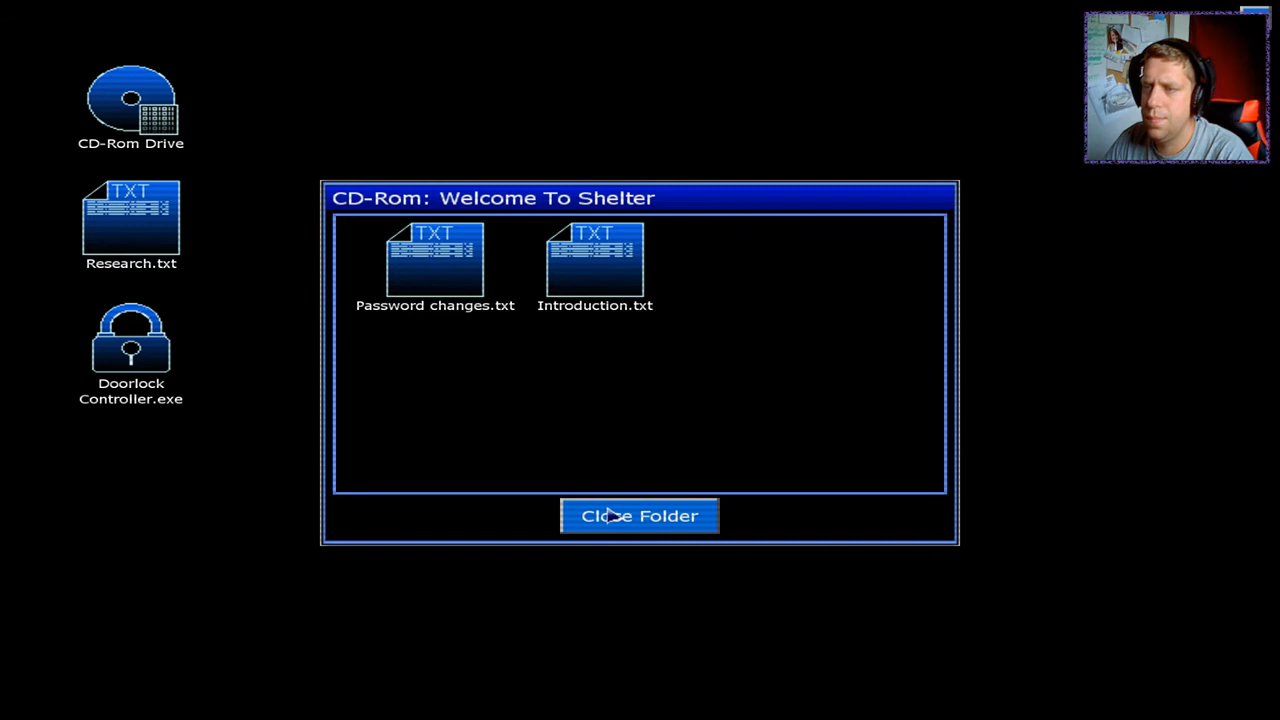 CD-Rom Drive
TXT
Research.txt
Doorlock
Controller.exe
CD-Rom: Welcome To Shelter
TXT
TXT
Password changes.txt
Introduction.txt
Close Folder